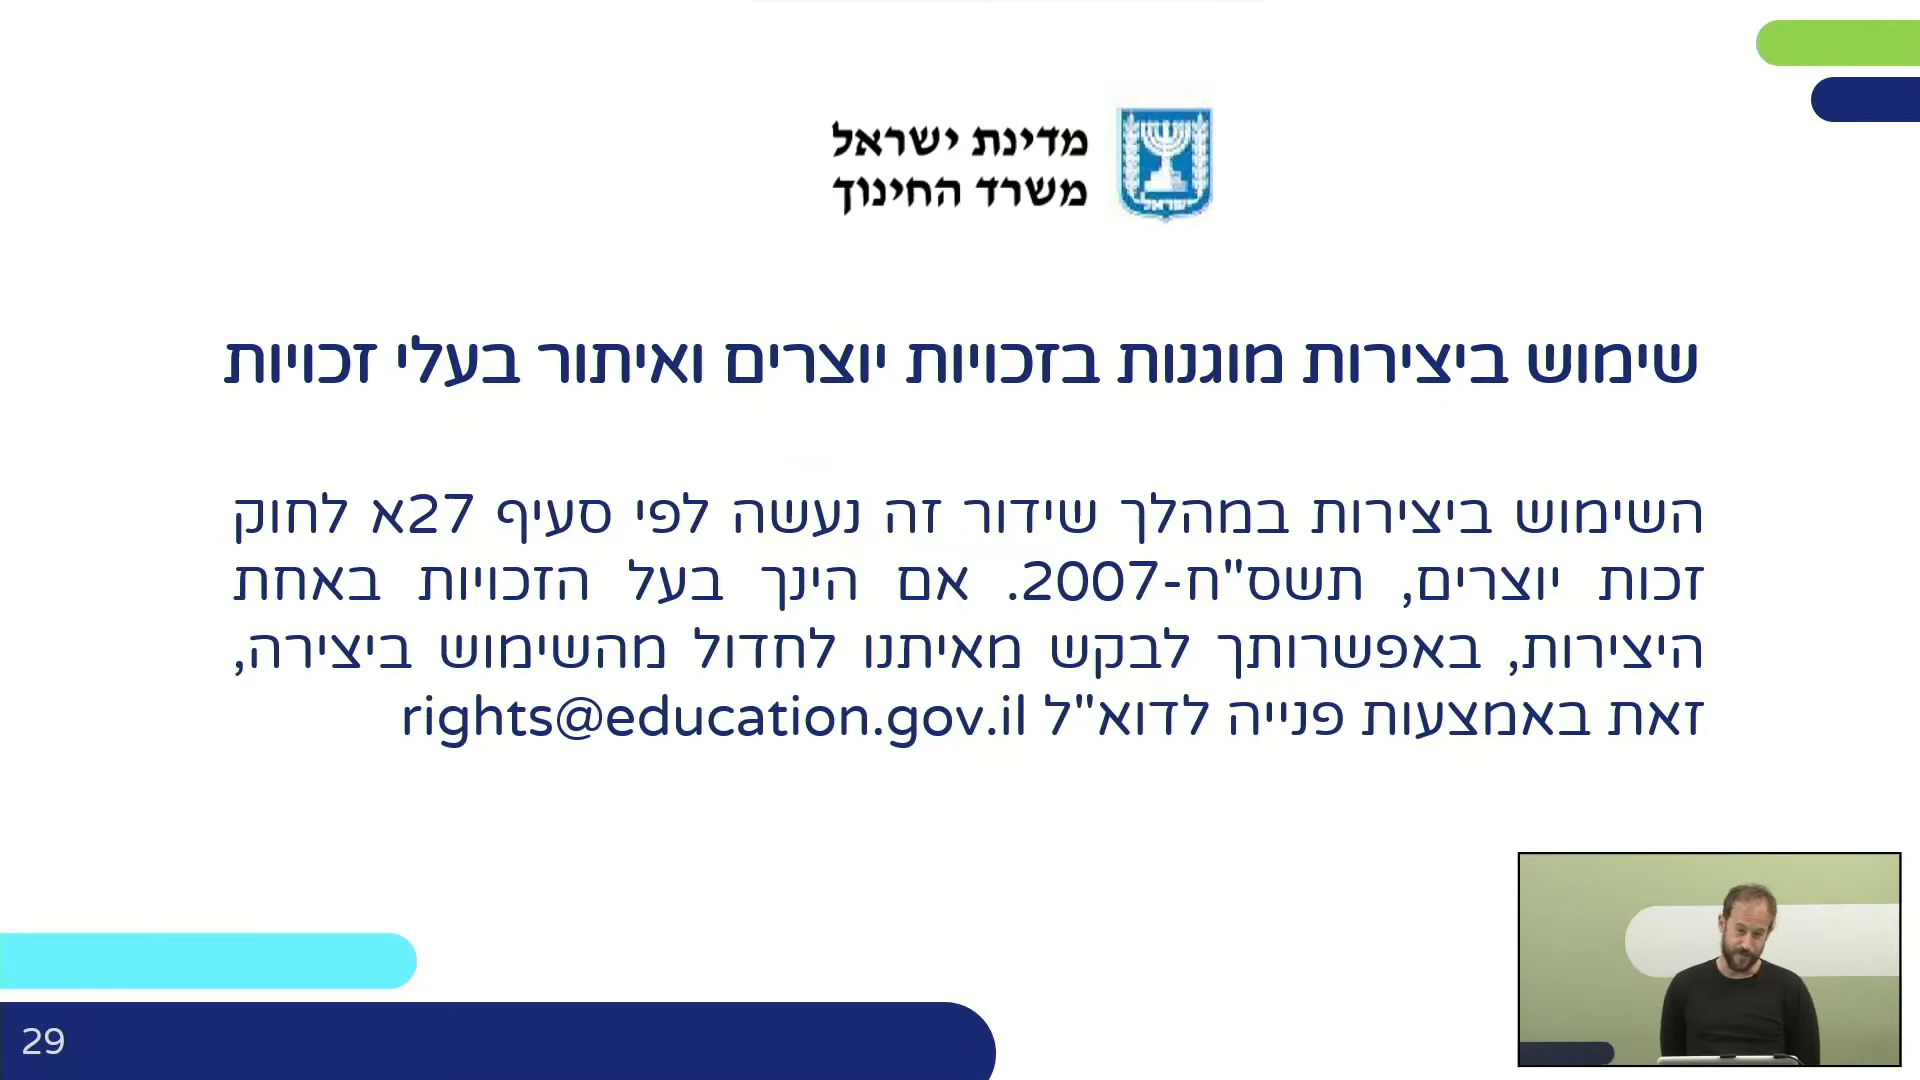 מדינת ישראל
משרד החינוך
ישראל
שימוש ביצירות מוגנות בזכויות יוצרים ואיתור בעלי זכויות
השימוש ביצירות במהלך שידור זה נעשה לפי סעיף 27א לחוק
זכות יוצרים, תשס"ח-2007. אם הינך בעל הזכויות באחת
היצירות, באפשרותך לבקש מאיתנו לחדול מהשימוש ביצירה,
זאת באמצעות פנייה לדוא"ל rights@education.gov.il
29